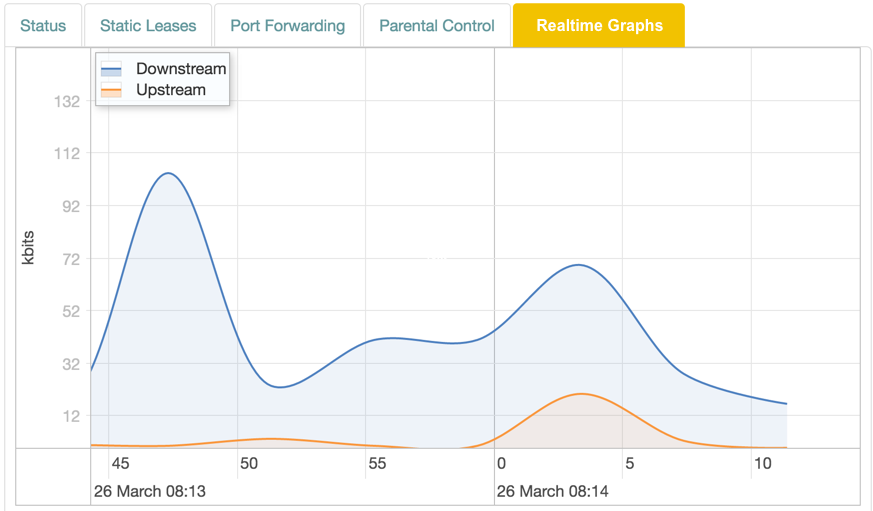 Status
Static Leases
Port Forwarding
Parental Control
Realtime Graphs
Downstream
Upstream
132
112
92
72
52
32
12
kbits
45
50
55
0
5
10
26 March 08:13
26 March 08:14